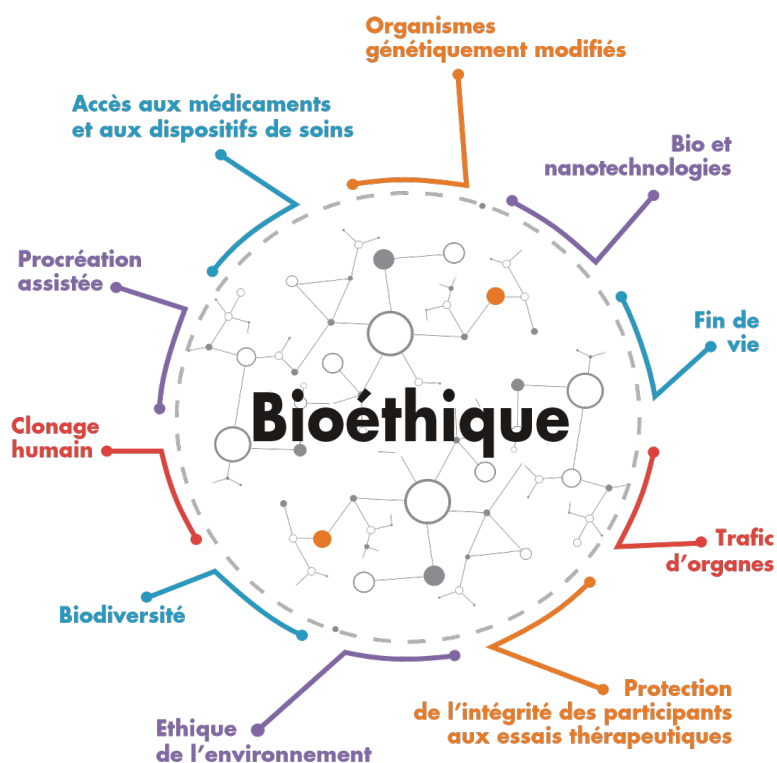 Organismes
génétiquement modifiés
Accès aux médicaments
et aux dispositifs de soins
Bio et
nanotechnologies
Procréation
assistée
Fin de
vie
Bioéthique
Clonage
humain
Trafic
d'organes
Biodiversité
Protection
de l'intégrité des participants
aux essais thérapeutiques
Ethique
de l'environnement